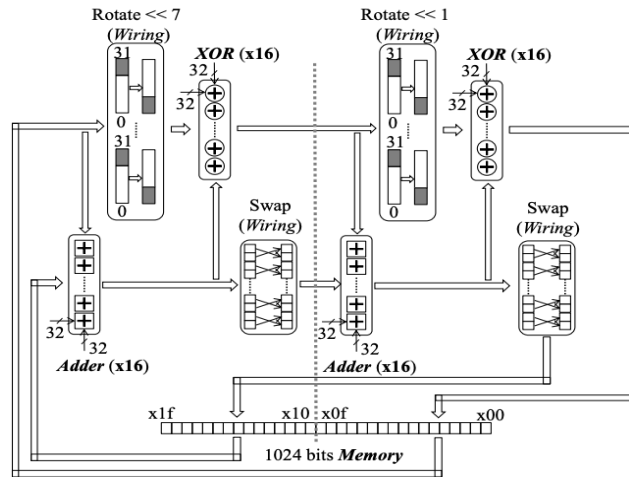 Rotate << 7
(Wiring)
31
0
31
0
XOR (x16)
32
32
Rotate << 1
(Wiring)
31
0
31
0
XOR (x16)
32
32
Swap
(Wiring)
32
32
Adder (x16)
Swap
(Wiring)
32
32
Adder (x16)
x1f
x10
x0f
x00
1024 bits Memory